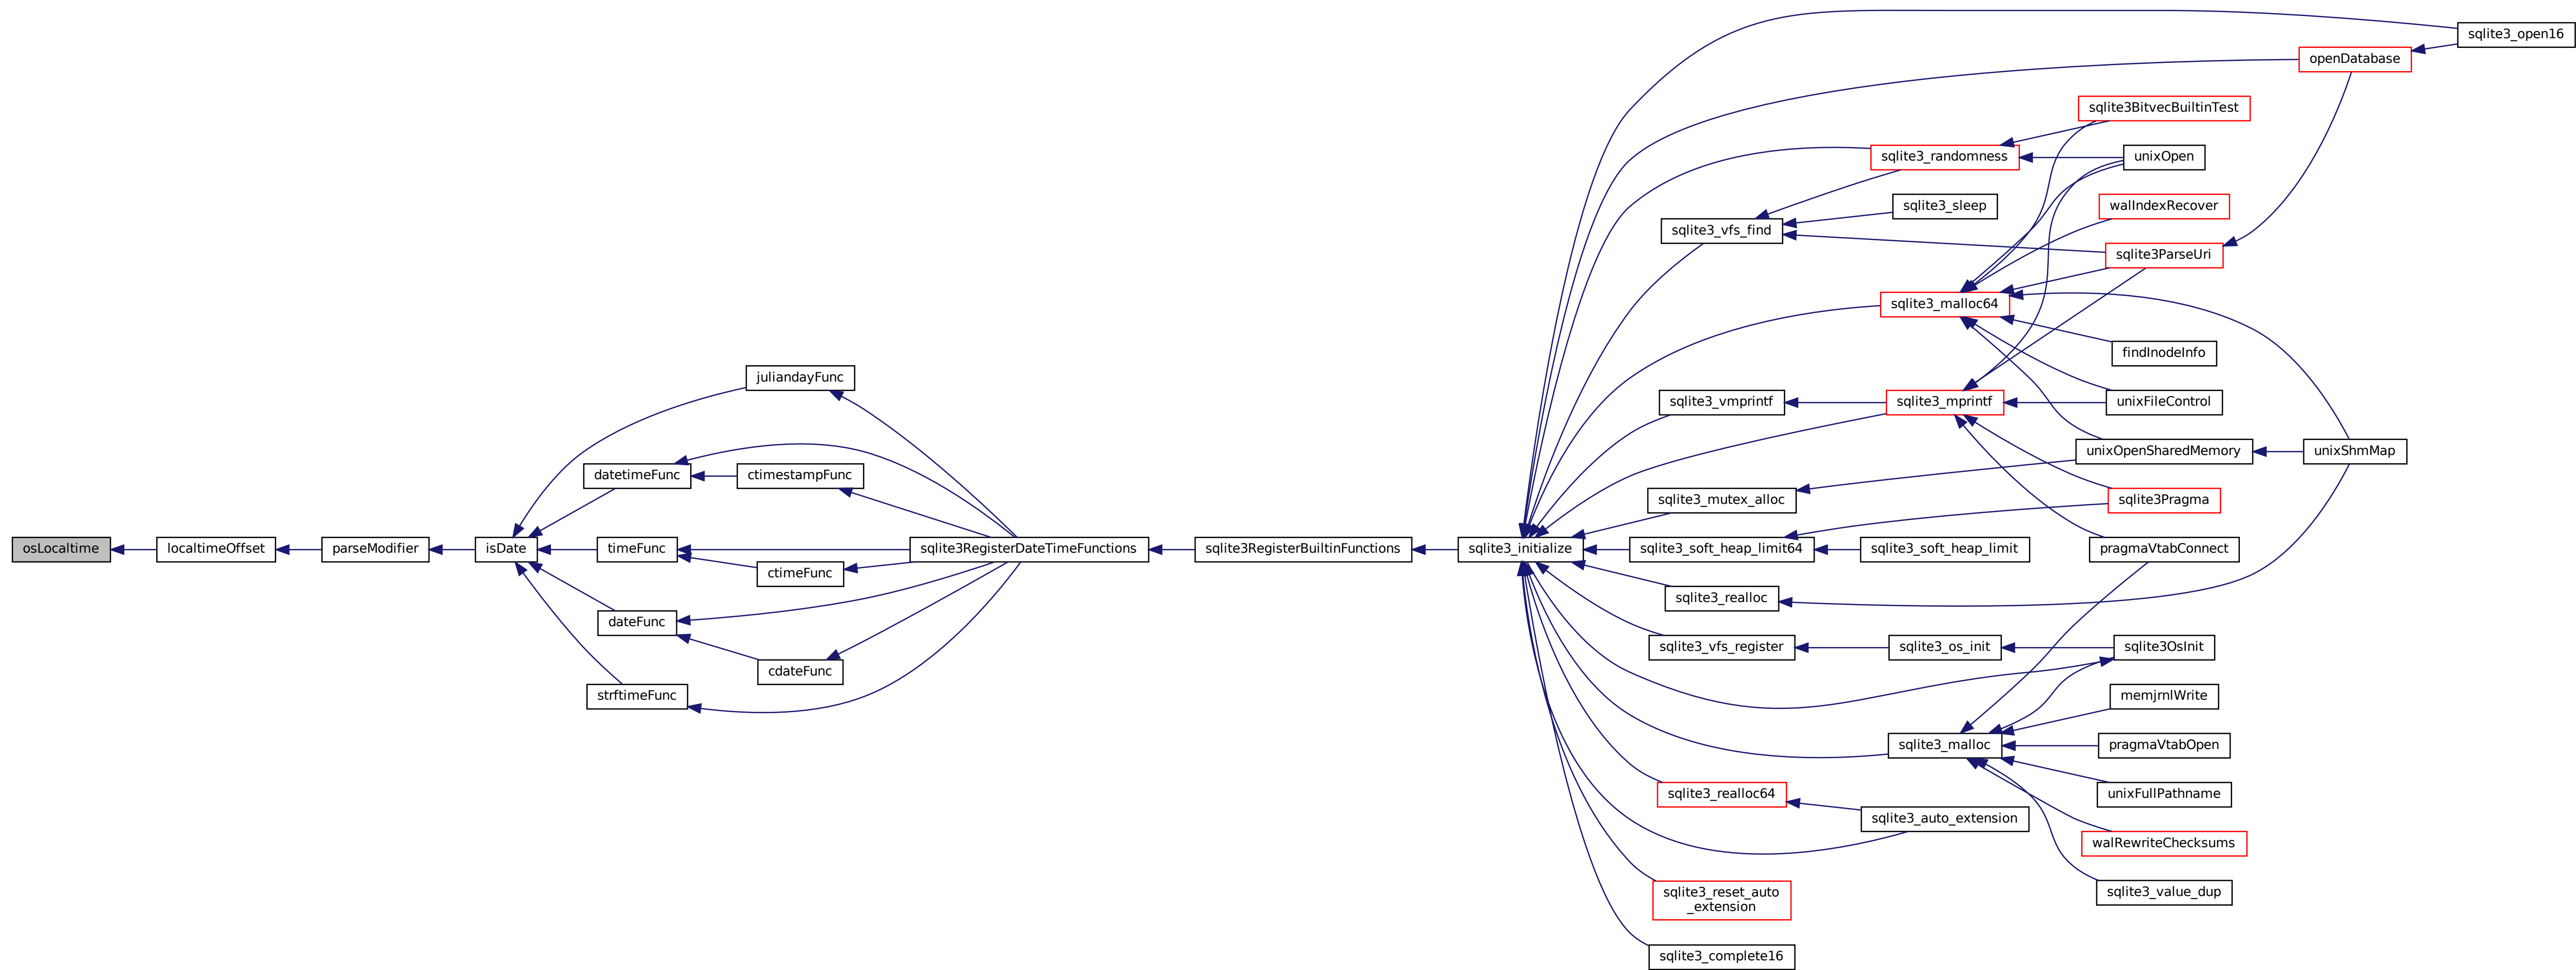 osLocaltime
localtimeOffset
parseModifier
isDate
juliandayFunc
datetimeFunc
ctimestampFunc
timeFunc
ctimeFunc
dateFunc
cdateFunc
strftimeFunc
sqlite3RegisterDateTimeFunctions
sqlite3RegisterBuiltinFunctions
sqlite3_initialize
sqlite3_open16
openDatabase
sqlite3BitvecBuiltinTest
sqlite3_randomness
unixOpen
sqlite3_sleep
walIndexRecover
sqlite3_vfs_find
sqlite3ParseUri
sqlite3_malloc64
findInodeInfo
sqlite3_vmprintf
sqlite3_mprintf
unixFileControl
unixOpenSharedMemory
unixShmMap
sqlite3_mutex_alloc
sqlite3Pragma
sqlite3_soft_heap_limit64
sqlite3_soft_heap_limit
pragmaVtabConnect
sqlite3_realloc
sqlite3_vfs_register
sqlite3_os_init
sqlite3OsInit
memjrnlWrite
sqlite3_malloc
pragmaVtabOpen
sqlite3_realloc64
unixFullPathname
sqlite3_auto_extension
walRewriteChecksums
sqlite3_reset_auto
_extension
sqlite3_value_dup
sqlite3_complete16